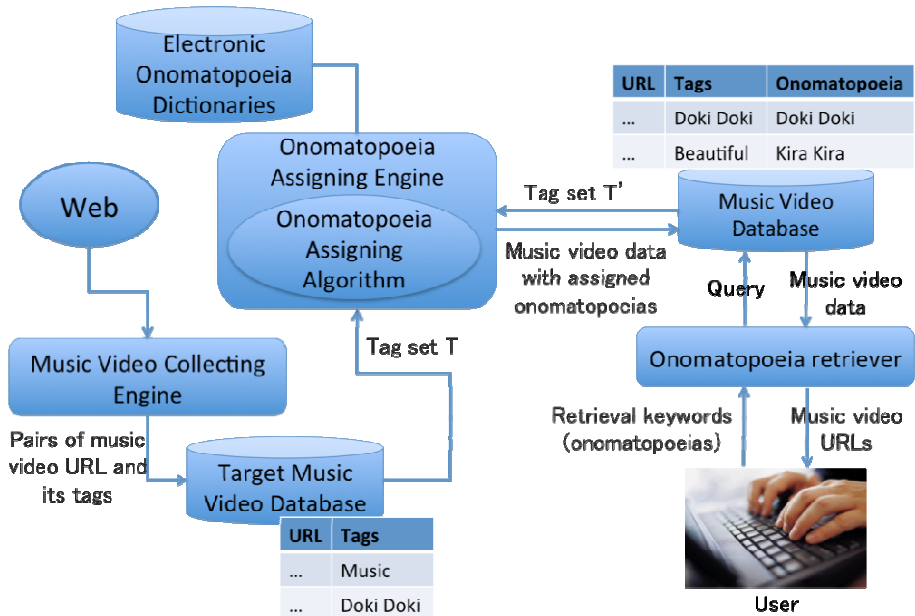 Electronic
Onomatopoeia
Dictionaries
URL Tags Onomatopoeia
... Doki Doki Doki Doki
... Beautiful Kira Kira
Onomatopoeia
Assigning Engine
Onomatopoeia
Assigning
Algorithm
Web
Tag set T'
Music Video
Database
Music video data
with assigned
onomatopocias
Query
Music video
data
Tag set T
Music Video Collecting
Engine
Onomatopoeia retriever
Pairs of music
video URL and
its tags
Retrieval keywords
(onomatopoeias)
Music video
URLs
Target Music
Video Database
URL Tags
... Music
... Doki Doki
User